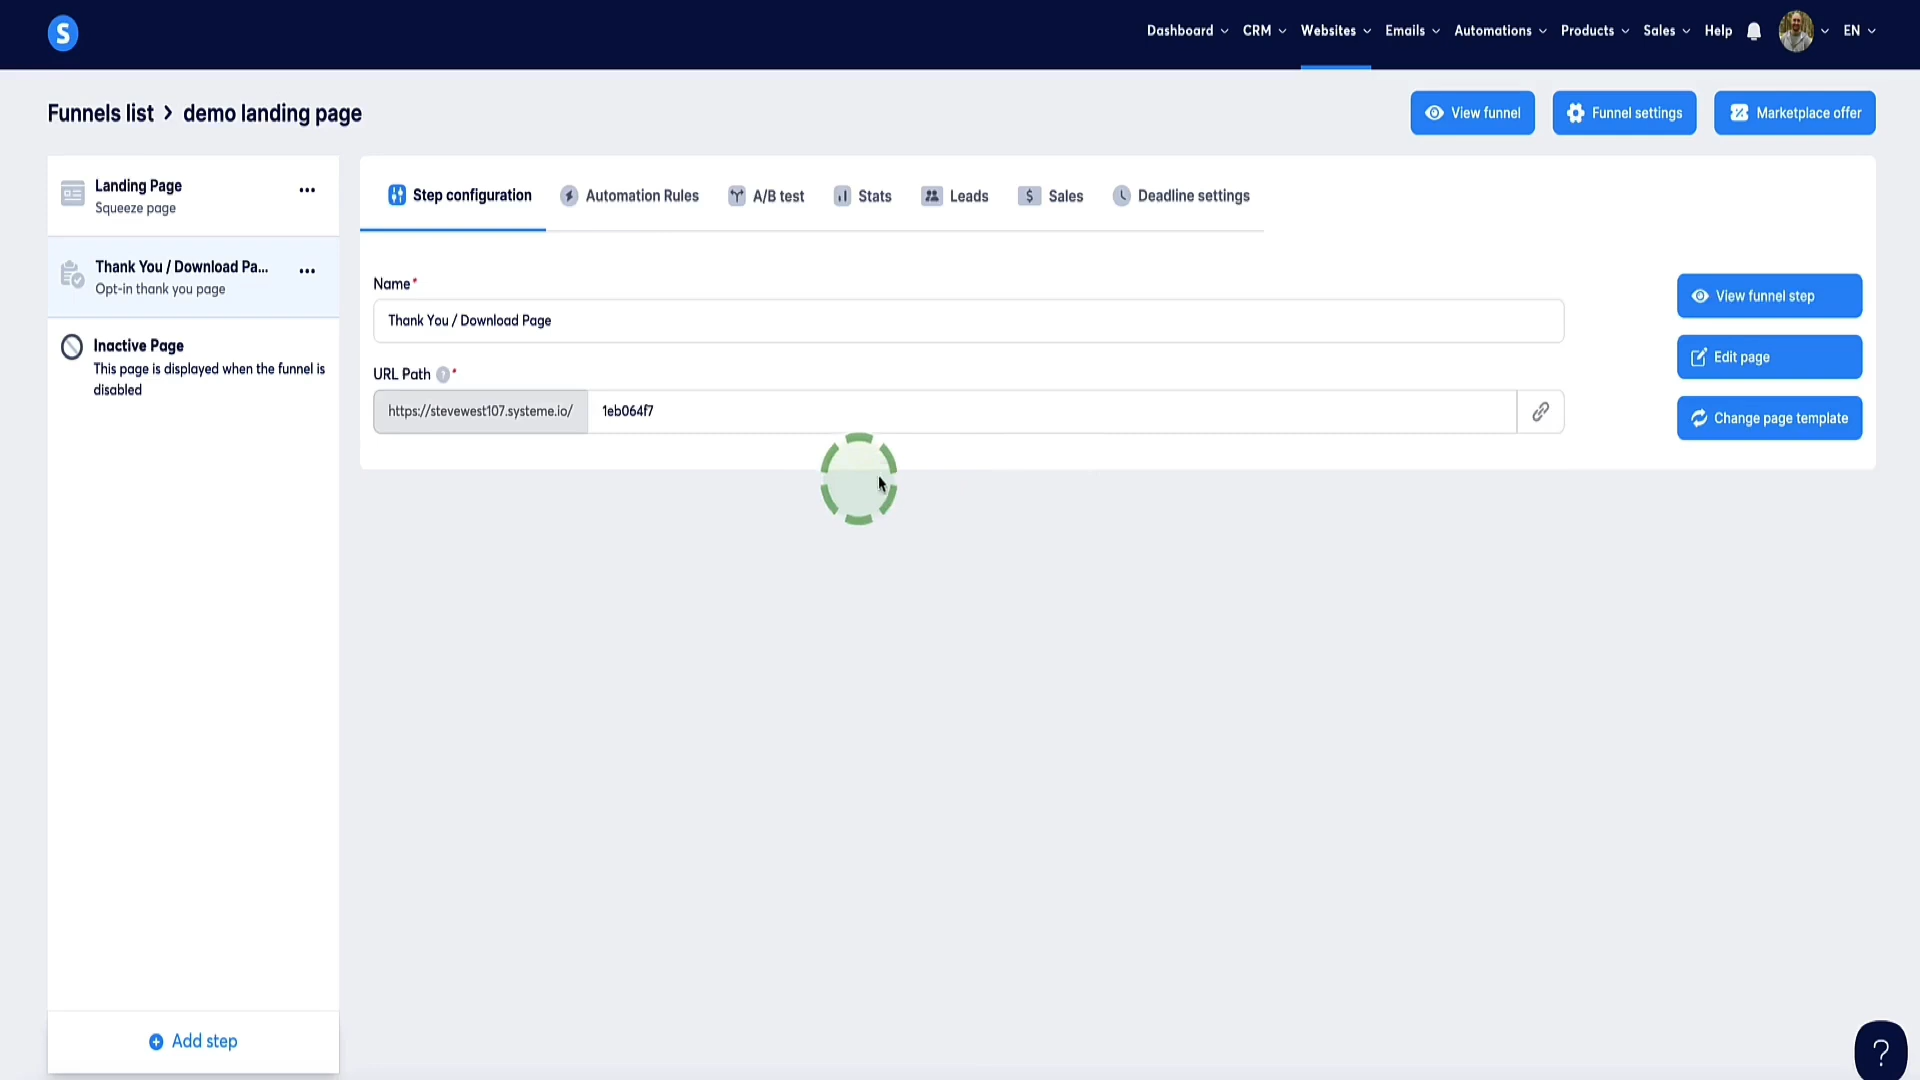 S
Dashboard CRM Websites Emails Automations Products Sales Help EN
Funnels list > demo landing page
View funnel
Funnel settings
Marketplace offer
Landing Page
Squeeze page
Thank You / Download Pa...
Opt-in thank you page
Inactive Page
This page is displayed when the funnel is
disabled
Add step
Step configuration
Automation Rules
A/B test
Stats
Leads
$ Sales
Deadline settings
Name*
Thank You / Download Page
URL Path ? *
https://stevewest107.systeme.io/ 1eb064f7
View funnel step
Edit page
Change page template
?